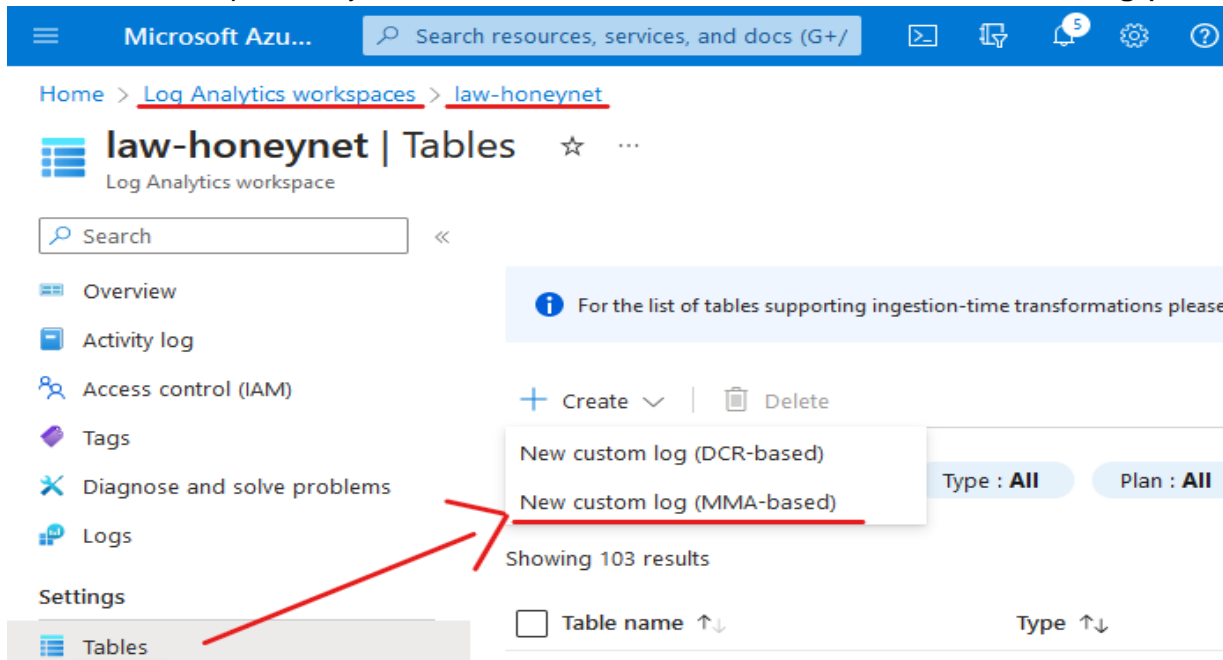 Microsoft Azu...
Search resources, services, and docs (G+/
5
Home > Log Analytics workspaces > law-honeynet
law-honeynet | Tables
Log Analytics workspace
Search
Overview
For the list of tables supporting ingestion-time transformations please
Activity log
Access control (IAM)
+ Create
Delete
Tags
New custom log (DCR-based)
Diagnose and solve problems
Type : All
Plan : All
New custom log (MMA-based)
Logs
Showing 103 results
Settings
Table name
Type
Tables